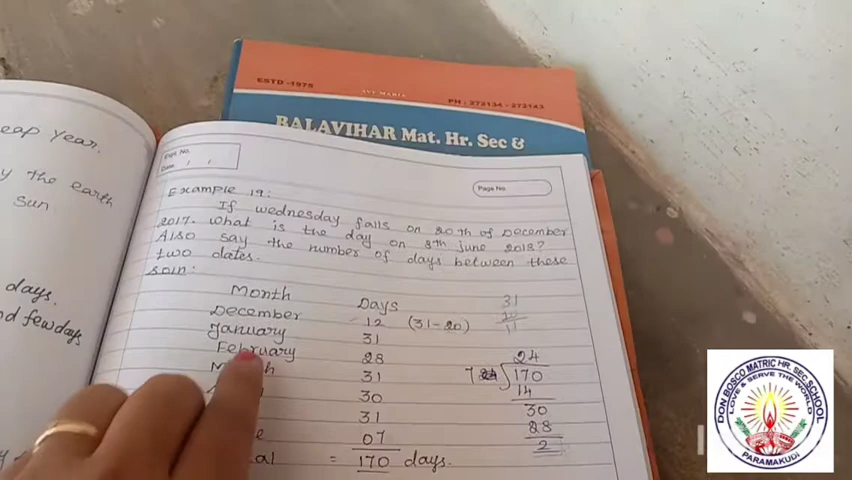 eap Year.
y the earth
sun
days.
nd few days
ESTD -1975
AVE MARIA
PH : 272134 - 272143
BALAVIHAR Mat. Hr. Sec &
Date:
Page No.
Example 19:
If wednesday falls on 20th of December
2017. what is the day on 8th june 2018?
Also say the number of days between these
two dates.
soln:
Month Days
December 12 (31-20)
January 31
February 28
31
30
31
07
= 170 days.
31
20
11
24
7 170
14
30
28
2
DON BOSCO MATRIC HR.SEC SCHOOL
LOVE & SERVE THE WORLD
PARAMAKUDI